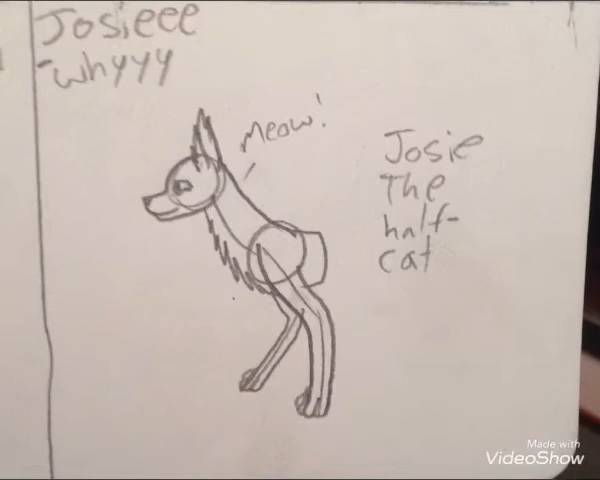 Josieee
-whyyy
Meow!
Josie
The
half-
cat
Made with
VideoShow